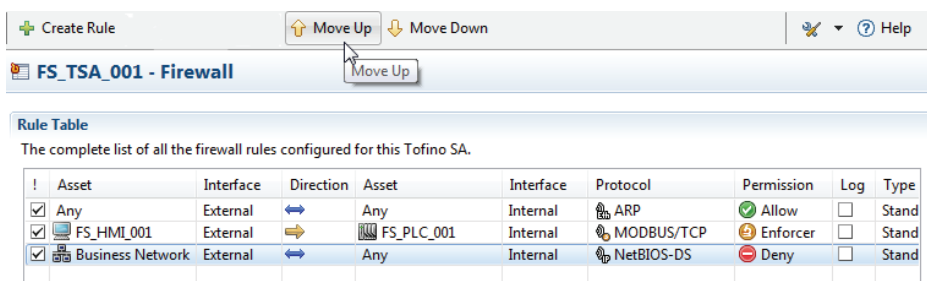 Create Rule Move Up Move Down Help
FS_TSA_001 - Firewall Move Up
Rule Table
The complete list of all the firewall rules configured for this Tofino SA.
! Asset Interface Direction Asset Interface Protocol Permission Log Type
Any External Any Internal ARP Allow Stand
FS_HMI_001 External FS_PLC_001 Internal MODBUS/TCP Enforcer Stand
Business Network External Any Internal NetBIOS-DS Deny Stand